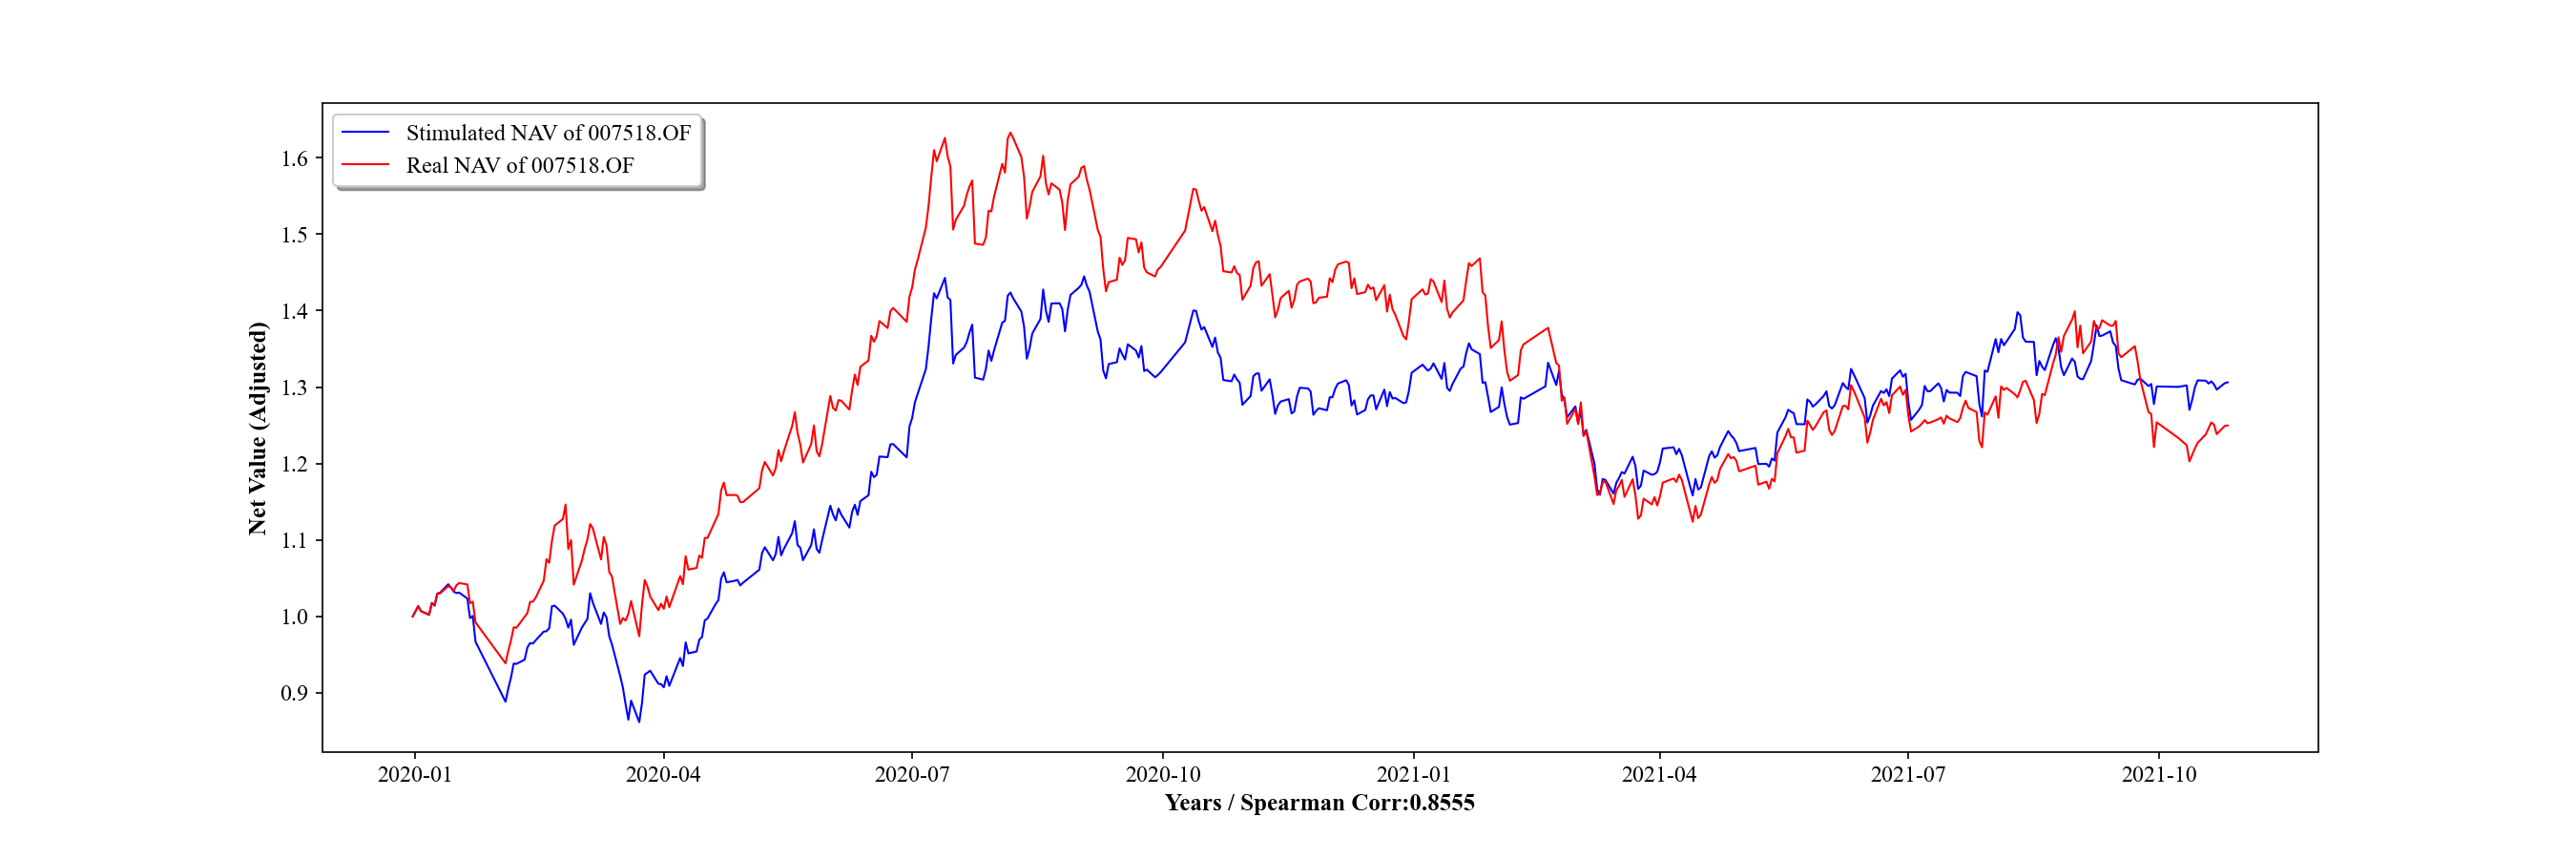 Stimulated NAV of 007518.OF
Real NAV of 007518.OF
Net Value (Adjusted)
1.6
1.5
1.4
1.3
1.2
1.1
1.0
0.9
2020-01 2020-04 2020-07 2020-10 2021-01 2021-04 2021-07 2021-10
Years / Spearman Corr:0.8555